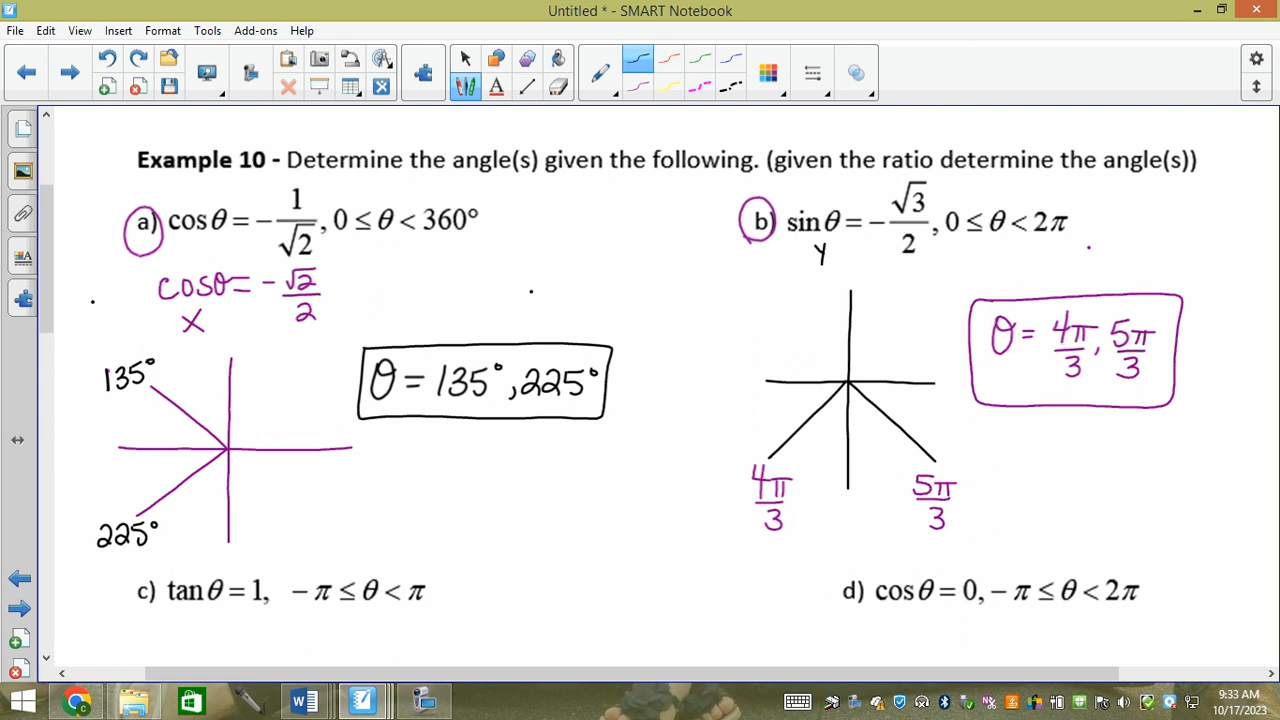 Untitled * - SMART Notebook
File Edit View Insert Format Tools Add-ons Help
Example 10 - Determine the angle(s) given the following. (given the ratio determine the angle(s))
a) cosθ = -1/√2, 0 ≤ θ < 360°
cosθ = -√2/2
x
135°
225°
θ = 135°, 225°
b) sinθ = -√3/2, 0 ≤ θ < 2π
y
4π/3
5π/3
θ = 4π/3, 5π/3
c) tanθ = 1, -π ≤ θ < π
d) cosθ = 0, -π ≤ θ < 2π
9:33 AM
10/17/2023